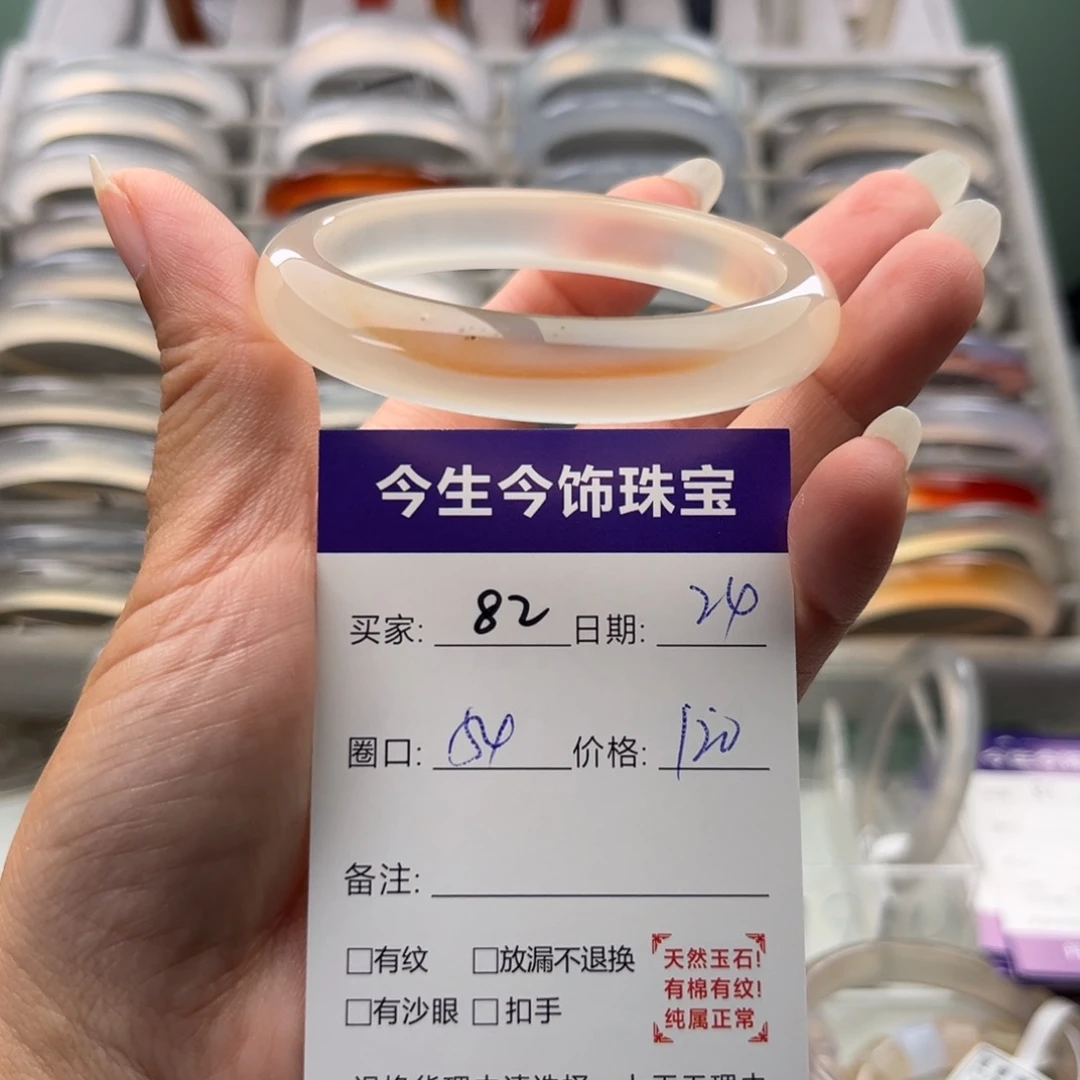 今生今饰珠宝
买家: 82 日期: 24
圈口: 54 价格: 120
备注:
□有纹 □放漏不退换
□有沙眼 □扣手
天然玉石!
有棉有纹!
纯属正常